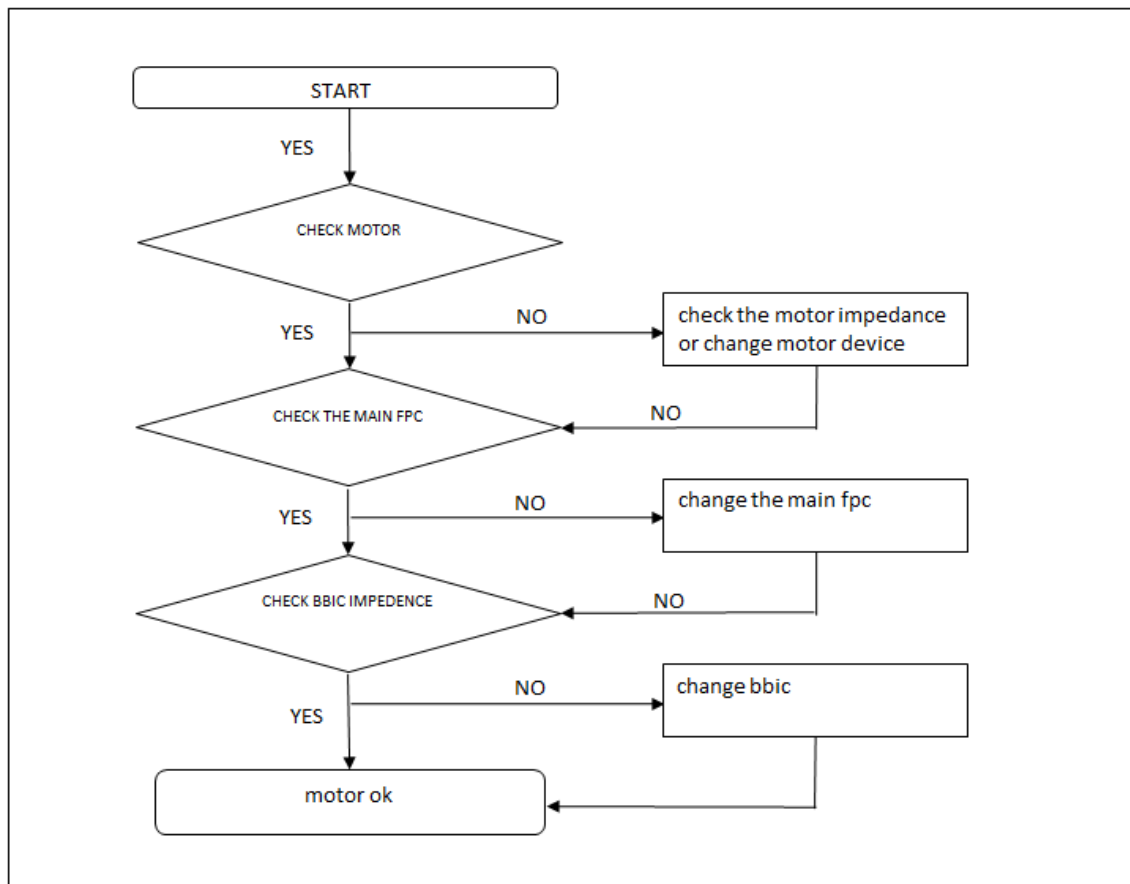 START
YES
CHECK MOTOR
NO
YES
check the motor impedance
or change motor device
CHECK THE MAIN FPC
NO
NO
YES
change the main fpc
CHECK BBIC IMPEDENCE
NO
NO
YES
change bbic
motor ok